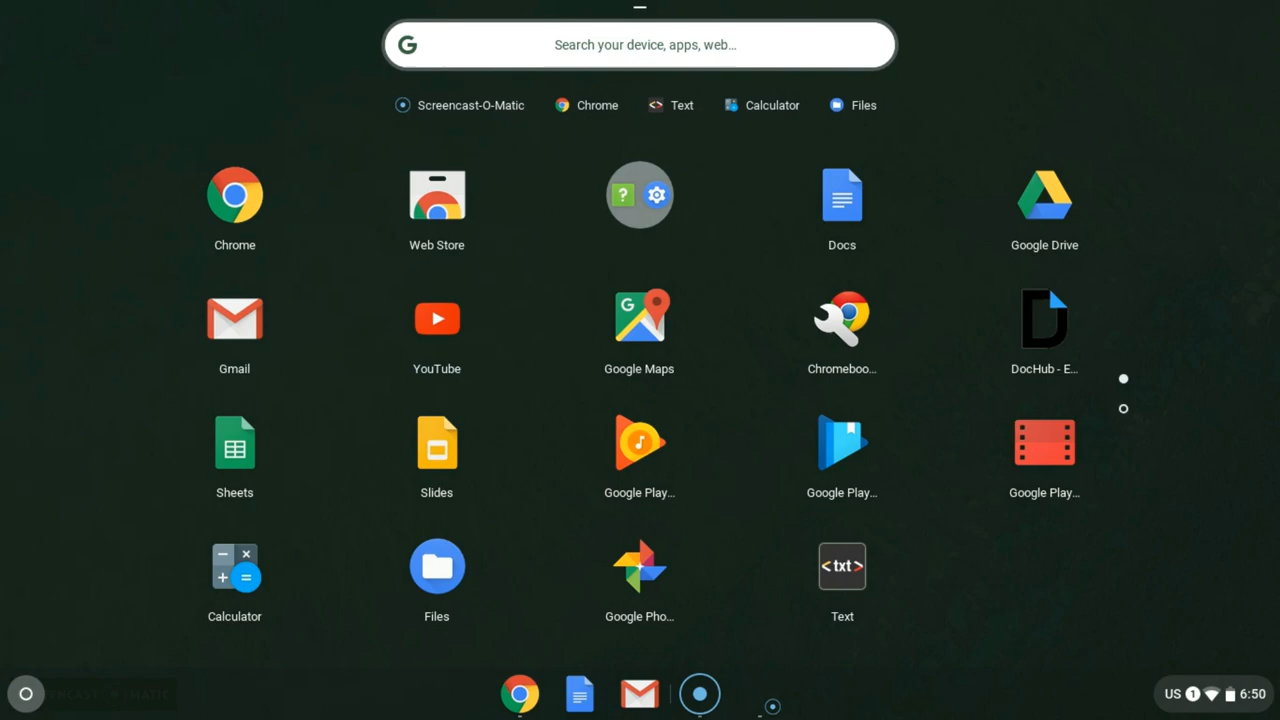 Search your device, apps, web...
Screencast-O-Matic Chrome Text Calculator Files
Chrome Web Store Docs Google Drive
Gmail YouTube Google Maps Chromeboo... DocHub - E...
Sheets Slides Google Play... Google Play... Google Play...
<txt>
Calculator Files Google Pho... Text
US 1 6:50